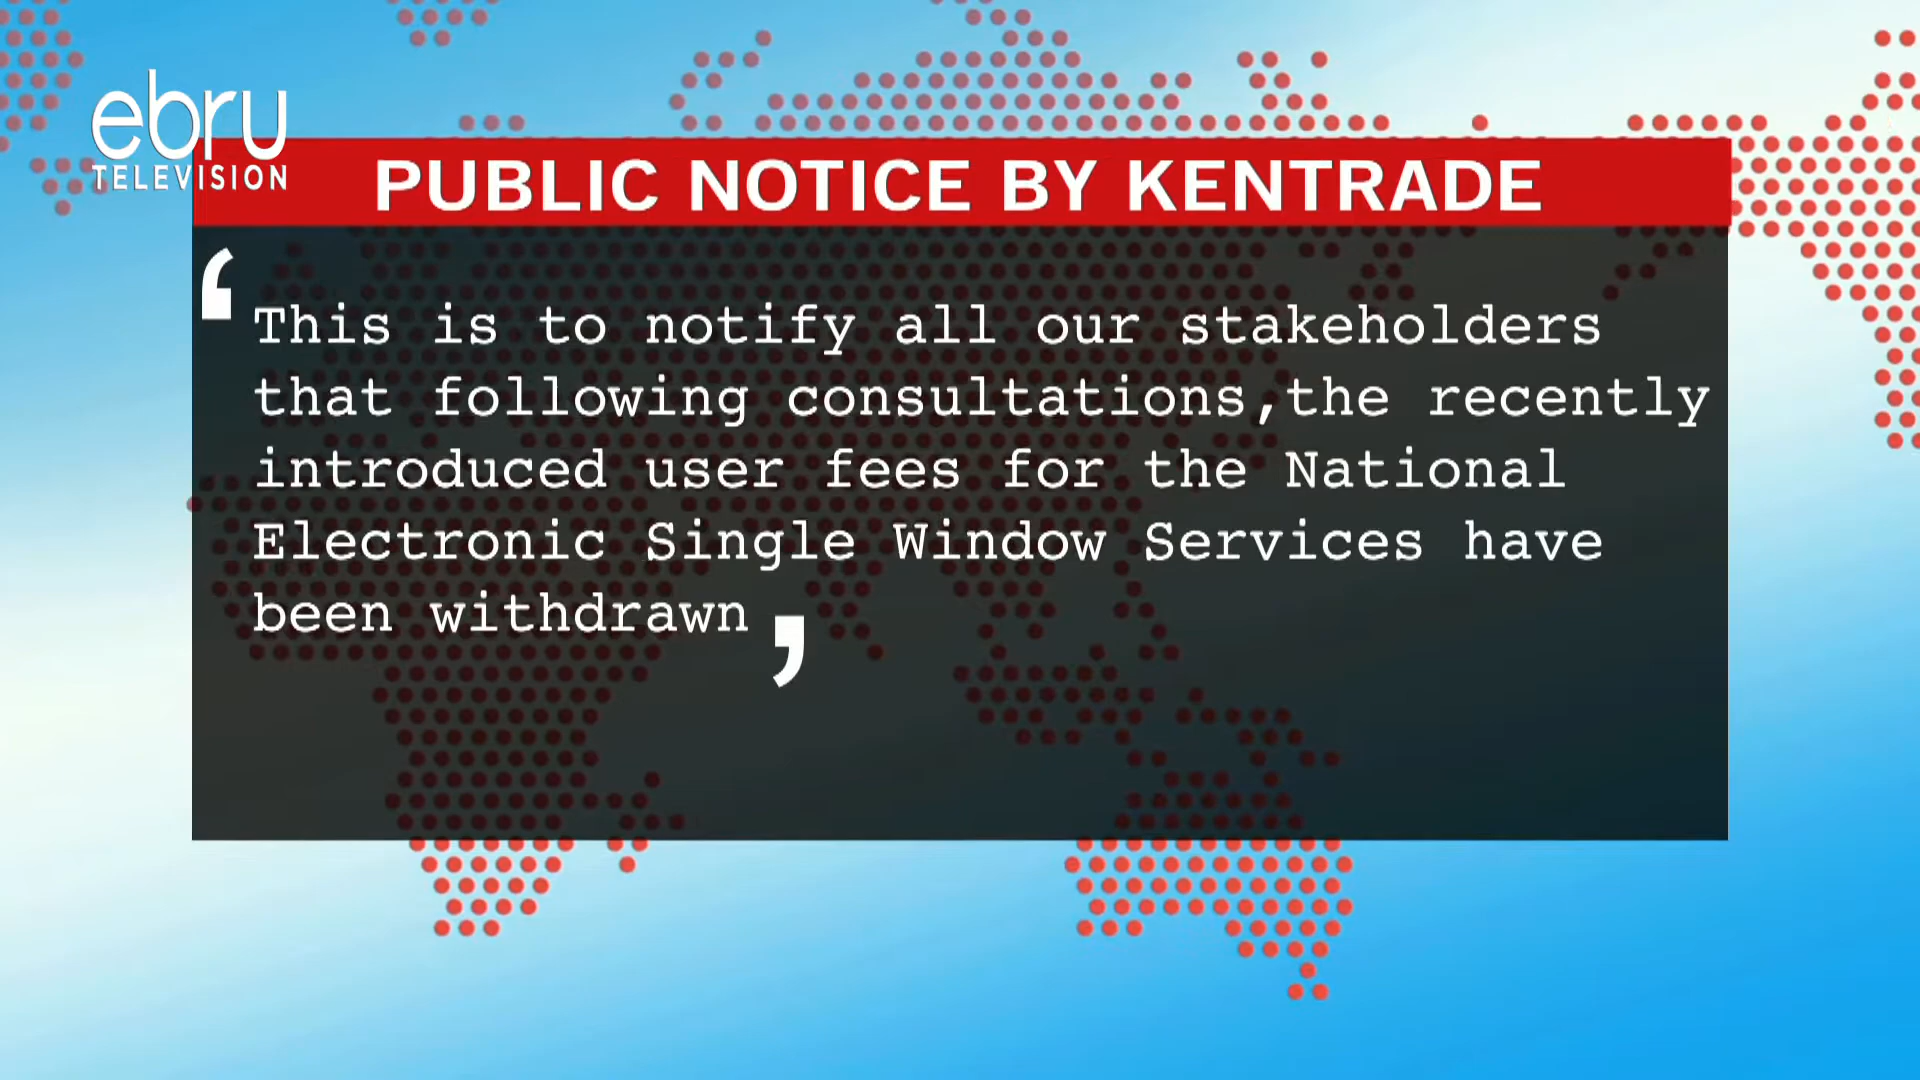 ebru
TELEVISION
PUBLIC NOTICE BY KENTRADE
‘
This is to notify all our stakeholders
that following consultations,the recently
introduced user fees for the National
Electronic Single Window Services have
been withdrawn ’